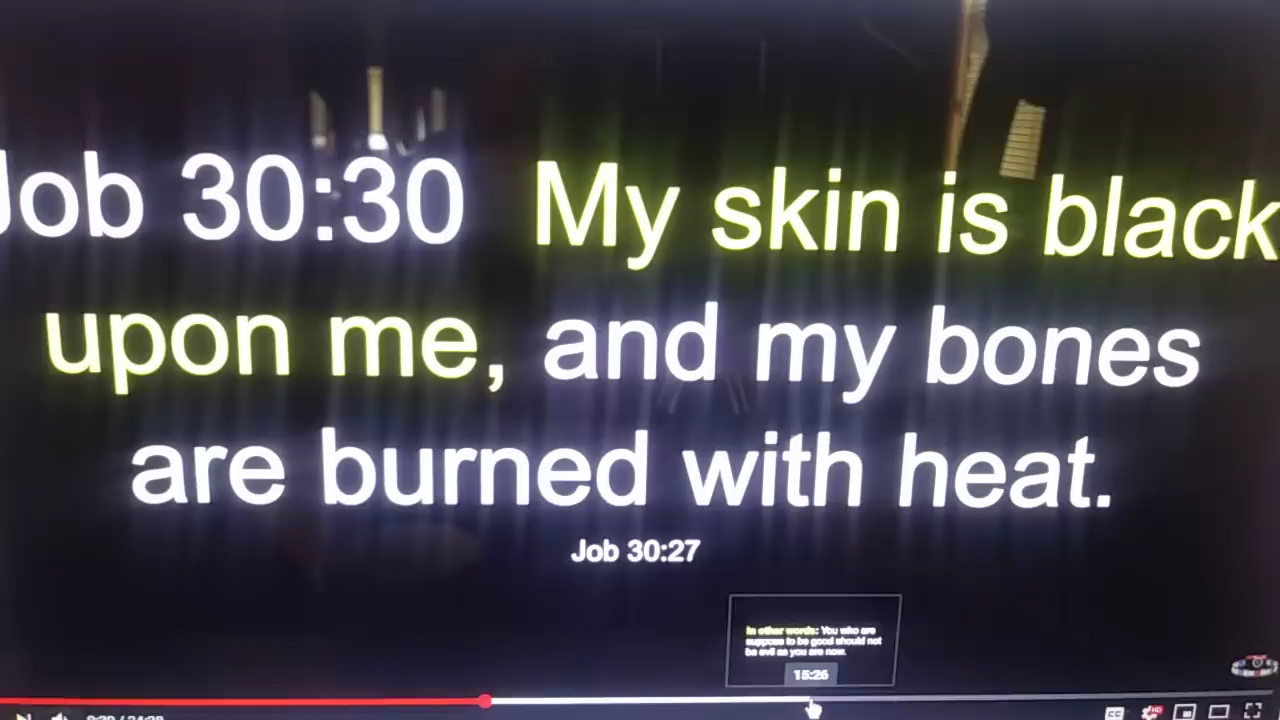 Job 30:30 My skin is black
upon me, and my bones
are burned with heat.
Job 30:27
In other words: You who are
suppose to be good should not
be evil as you are now.
15:26
HD